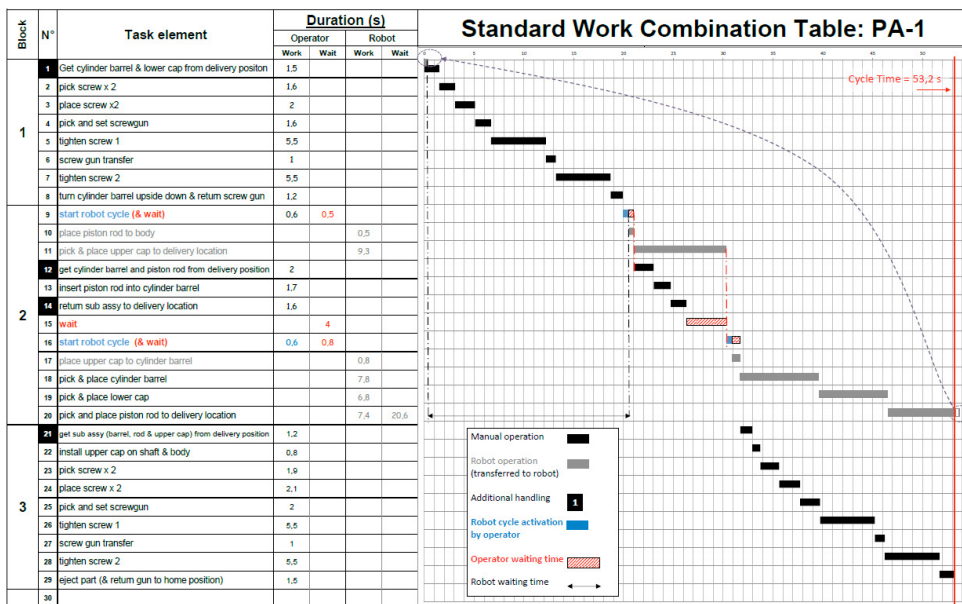 Block
N°
Task element
Duration (s)
Operator Robot
Work Wait Work Wait
Standard Work Combination Table: PA-1
0 5 10 15 20 25 30 35 40 45 50
Cycle Time = 53,2 s
1
1 Get cylinder barrel & lower cap from delivery positon 1,5
2 pick screw x 2 1,6
3 place screw x2 2
4 pick and set screwgun 1,6
5 tighten screw 1 5,5
6 screw gun transfer 1
7 tighten screw 2 5,5
8 turn cylinder barrel upside down & return screw gun 1,2
2
9 start robot cycle (& wait) 0,6 0,5
10 place piston rod to body 0,5
11 pick & place upper cap to delivery location 9,3
12 get cylinder barrel and piston rod from delivery position 2
13 insert piston rod into cylinder barrel 1,7
14 return sub assy to delivery location 1,6
15 wait 4
16 start robot cycle (& wait) 0,6 0,8
17 place upper cap to cylinder barrel 0,8
18 pick & place cylinder barrel 7,8
19 pick & place lower cap 6,8
20 pick and place piston rod to delivery location 7,4 20,6
3
21 get sub assy (barrel, rod & upper cap) from delivery position 1,2
22 install upper cap on shaft & body 0,8
23 pick screw x 2 1,9
24 place screw x 2 2,1
25 pick and set screwgun 2
26 tighten screw 1 5,5
27 screw gun transfer 1
28 tighten screw 2 5,5
29 eject part (& return gun to home position) 1,5
30
Manual operation
Robot operation
(transferred to robot)
Additional handling 1
Robot cycle activation
by operator
Operator waiting time
Robot waiting time